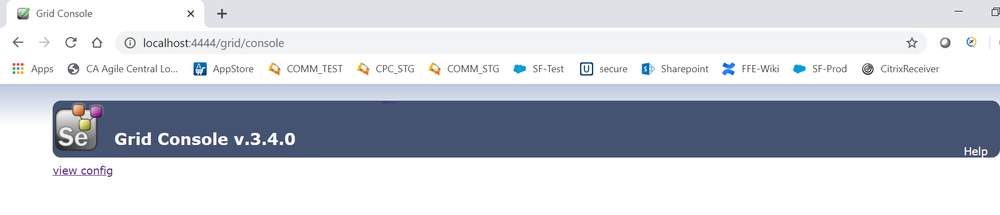 Grid Console
localhost:4444/grid/console
Apps CA Agile Central Lo... AppStore COMM_TEST CPC_STG COMM_STG SF-Test U secure Sharepoint FFE-Wiki SF-Prod CitrixReceiver
Se Grid Console v.3.4.0
Help
view config